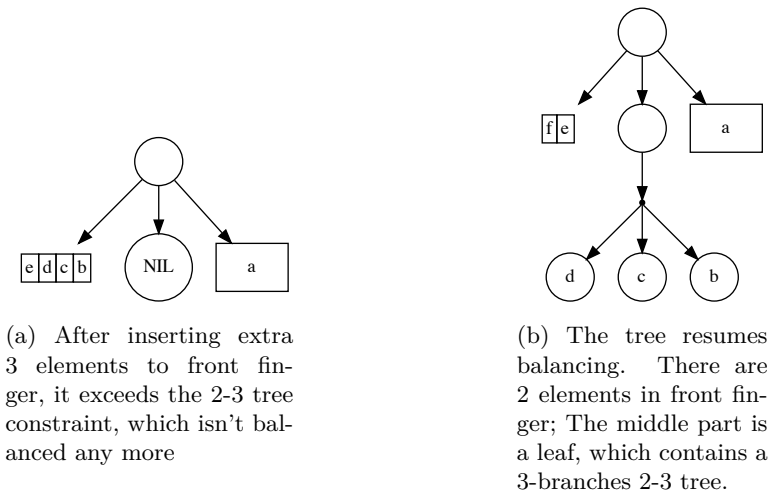 f e
a
e d c b
NIL
a
d
c
b
(a) After inserting extra
3 elements to front fin-
ger, it exceeds the 2-3 tree
constraint, which isn't bal-
anced any more
(b) The tree resumes
balancing. There are
2 elements in front fin-
ger; The middle part is
a leaf, which contains a
3-branches 2-3 tree.